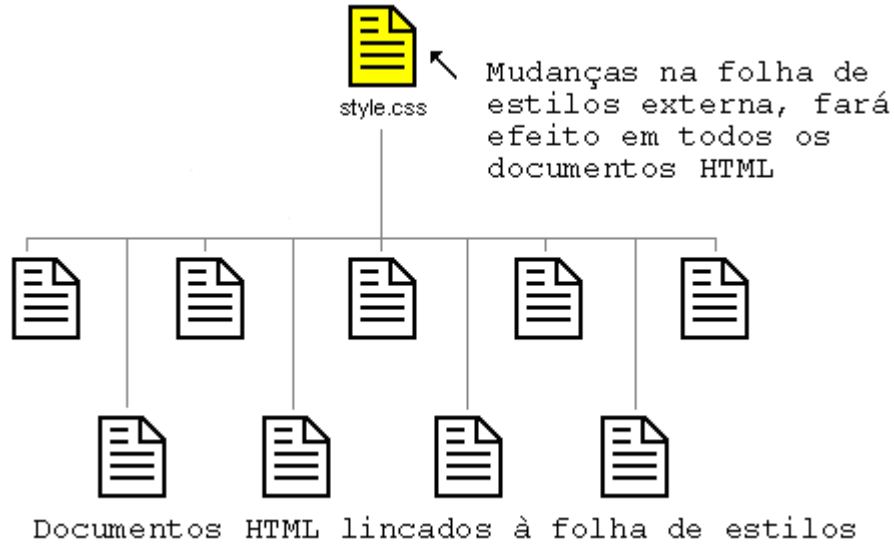 style.css
Mudanças na folha de
estilos externa, fará
efeito em todos os
documentos HTML
Documentos HTML lincados à folha de estilos